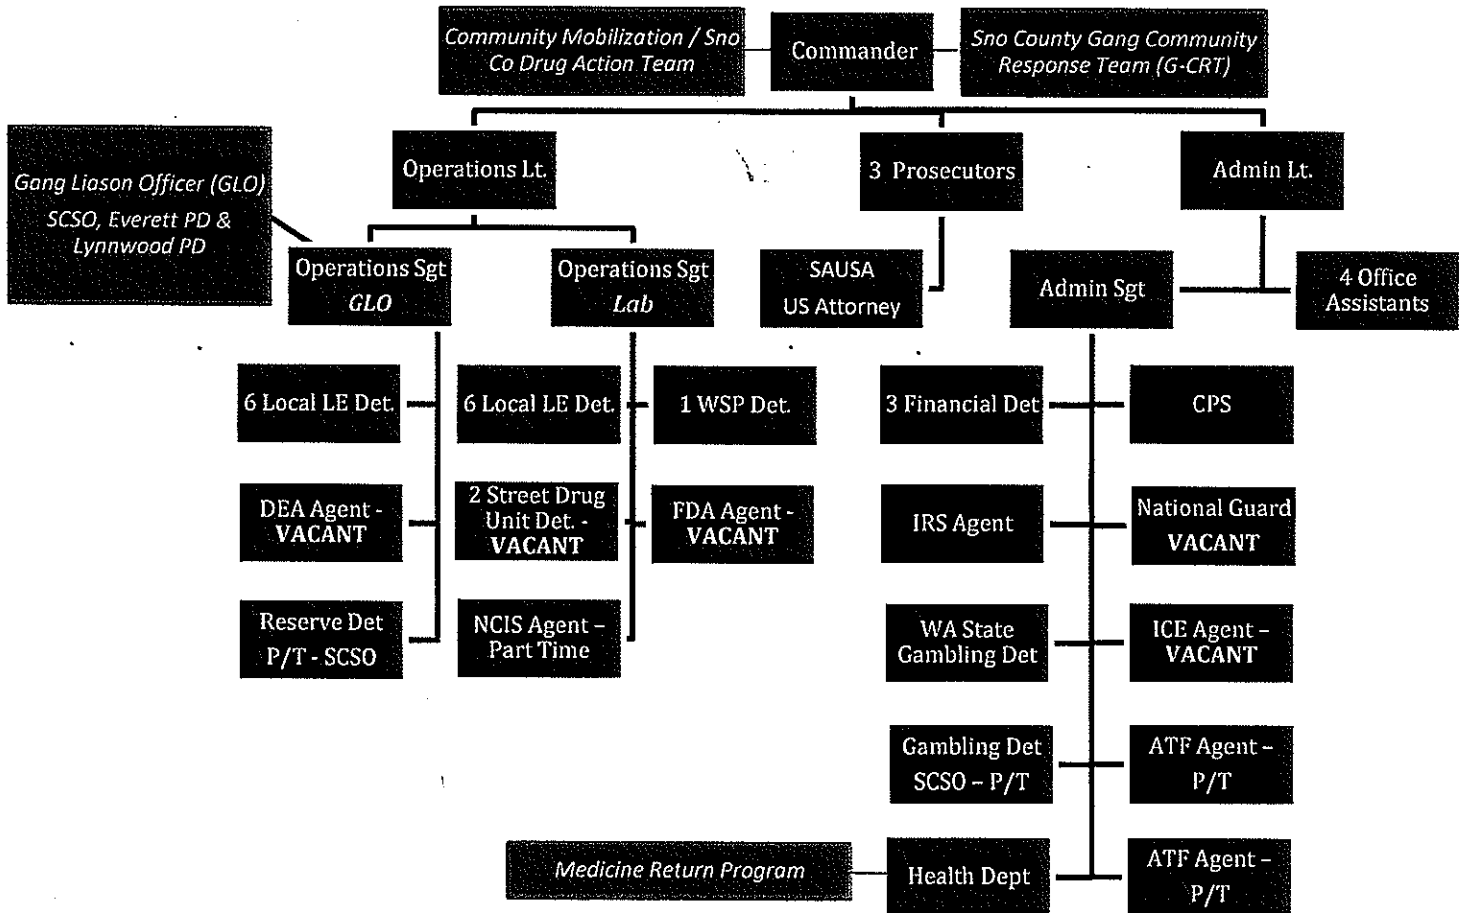 Community Mobilization / Sno
Co Drug Action Team
Commander
Sno County Gang Community
Response Team (G-CRT)
Gang Liason Officer (GLO)
SCSO, Everett PD &
Lynnwood PD
Operations Lt.
3 Prosecutors
Admin Lt.
Operations Sgt
GLO
Operations Sgt
Lab
SAUSA
US Attorney
Admin Sgt
4 Office
Assistants
6 Local LE Det.
6 Local LE Det.
1 WSP Det.
3 Financial Det
CPS
DEA Agent -
VACANT
2 Street Drug
Unit Det. -
VACANT
FDA Agent -
VACANT
IRS Agent
National Guard
VACANT
Reserve Det
P/T - SCSO
NCIS Agent –
Part Time
WA State
Gambling Det
ICE Agent –
VACANT
Gambling Det
SCSO – P/T
ATF Agent –
P/T
Medicine Return Program
Health Dept
ATF Agent –
P/T